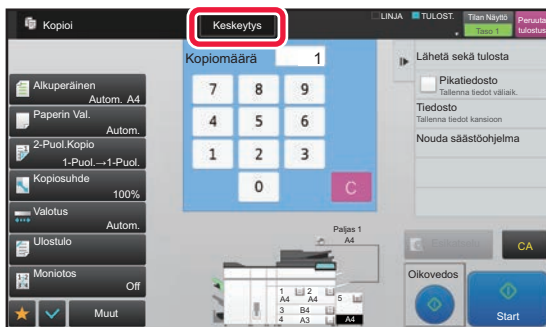 Kopioi
Keskeytys
LINJA
TULOST.
Tilan Näyttö
Taso 1
Peruuta
tulostus
Kopiomäärä
1
7 8 9
4 5 6
1 2 3
0
C
Alkuperäinen
Autom. A4
Paperin Val.
Autom.
2-Puol.Kopio
1-Puol.→1-Puol.
Kopiosuhde
100%
Valotus
Autom.
Ulostulo
Moniotos
Off
Muut
Paljas 1
A4
1
A4
2
A4
3 B4
4 A3
5
A4
Lähetä sekä tulosta
Pikatiedosto
Tallenna tiedot väliaik.
Tiedosto
Tallenna tiedot kansioon
Nouda säästöohjelma
CA
Oikovedos
Start